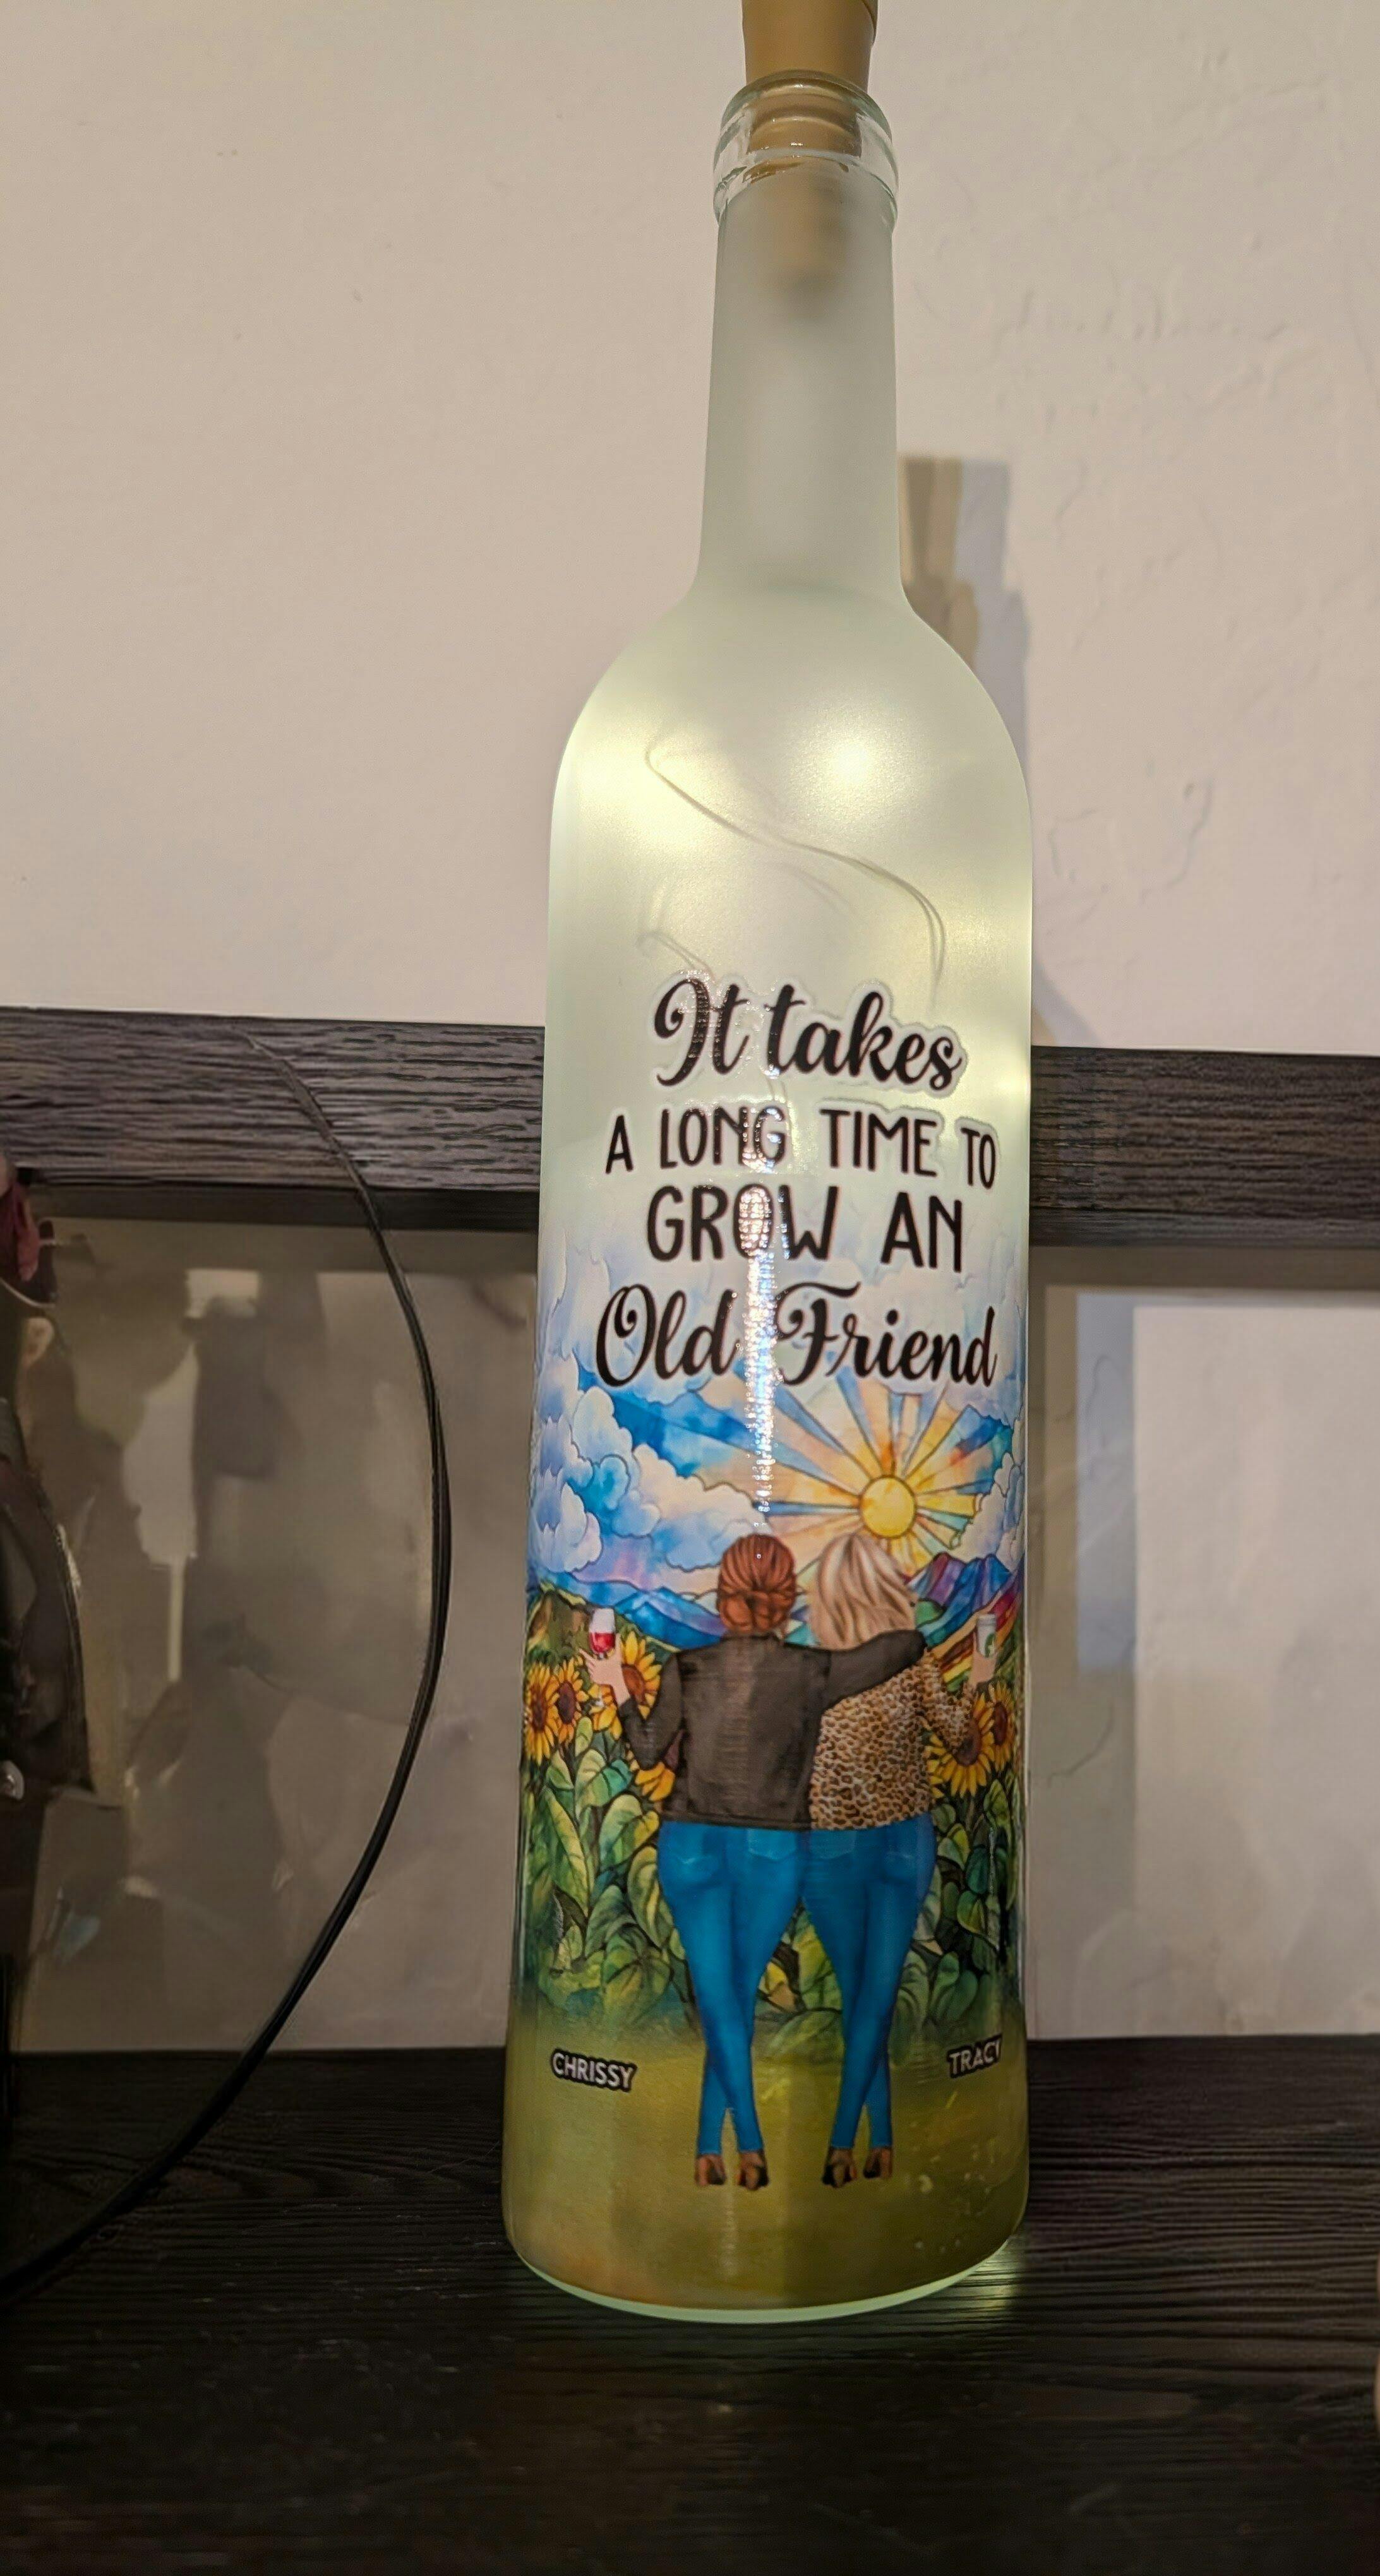 It takes
A LONG TIME TO
GROW AN
Old Friend
CHRISSY
TRACY